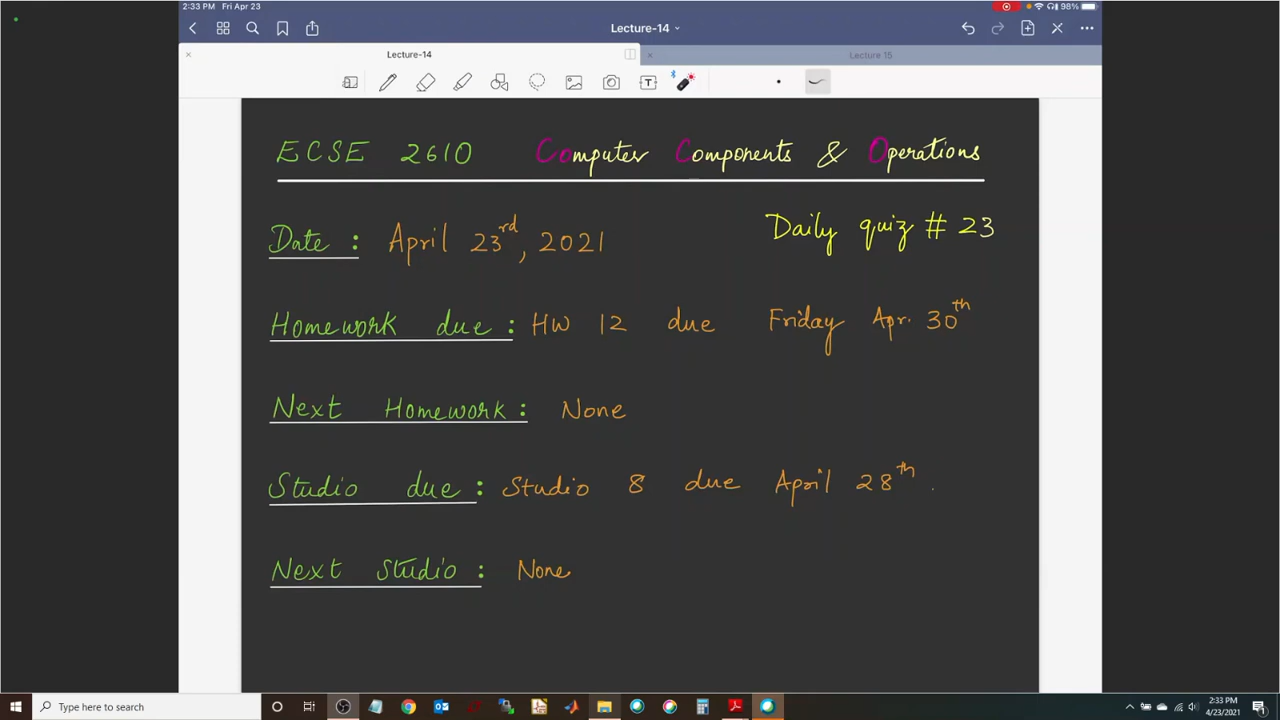 2:33 PM Fri Apr 23
98%
Lecture-14
Lecture-14
Lecture 15
T
ECSE 2610 Computer Components & Operations
Date : April 23rd, 2021
Daily quiz # 23
Homework due : HW 12 due Friday Apr. 30th
Next Homework : None
Studio due : Studio 8 due April 28th .
Next Studio : None
Type here to search
2:33 PM
4/23/2021